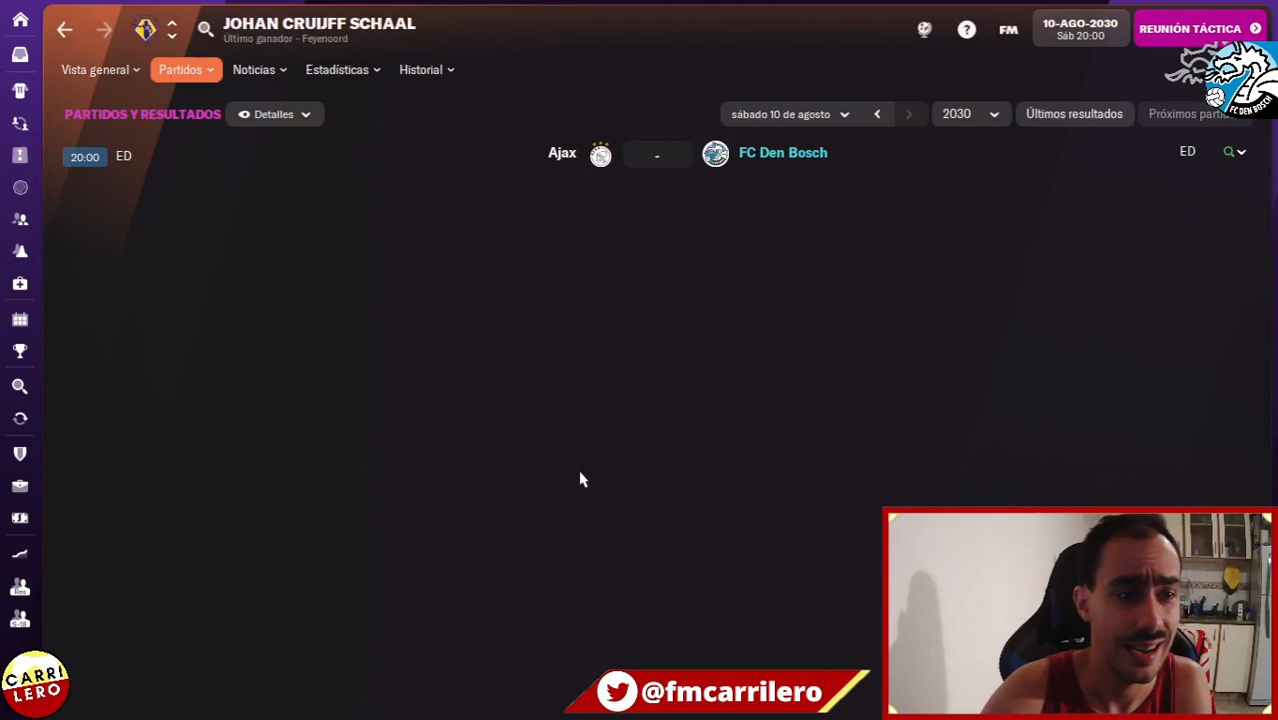 JOHAN CRUIJFF SCHAAL
Último ganador - Feyenoord
FM
10-AGO-2030
Sáb 20:00
REUNIÓN TÁCTICA
Vista general
Partidos
Noticias
Estadísticas
Historial
FC DEN BOSCH
PARTIDOS Y RESULTADOS
Detalles
sábado 10 de agosto
2030
Últimos resultados
Próximos
20:00 ED Ajax - FC Den Bosch ED
Res
S-18
CARRI
LERO
@fmcarrilero